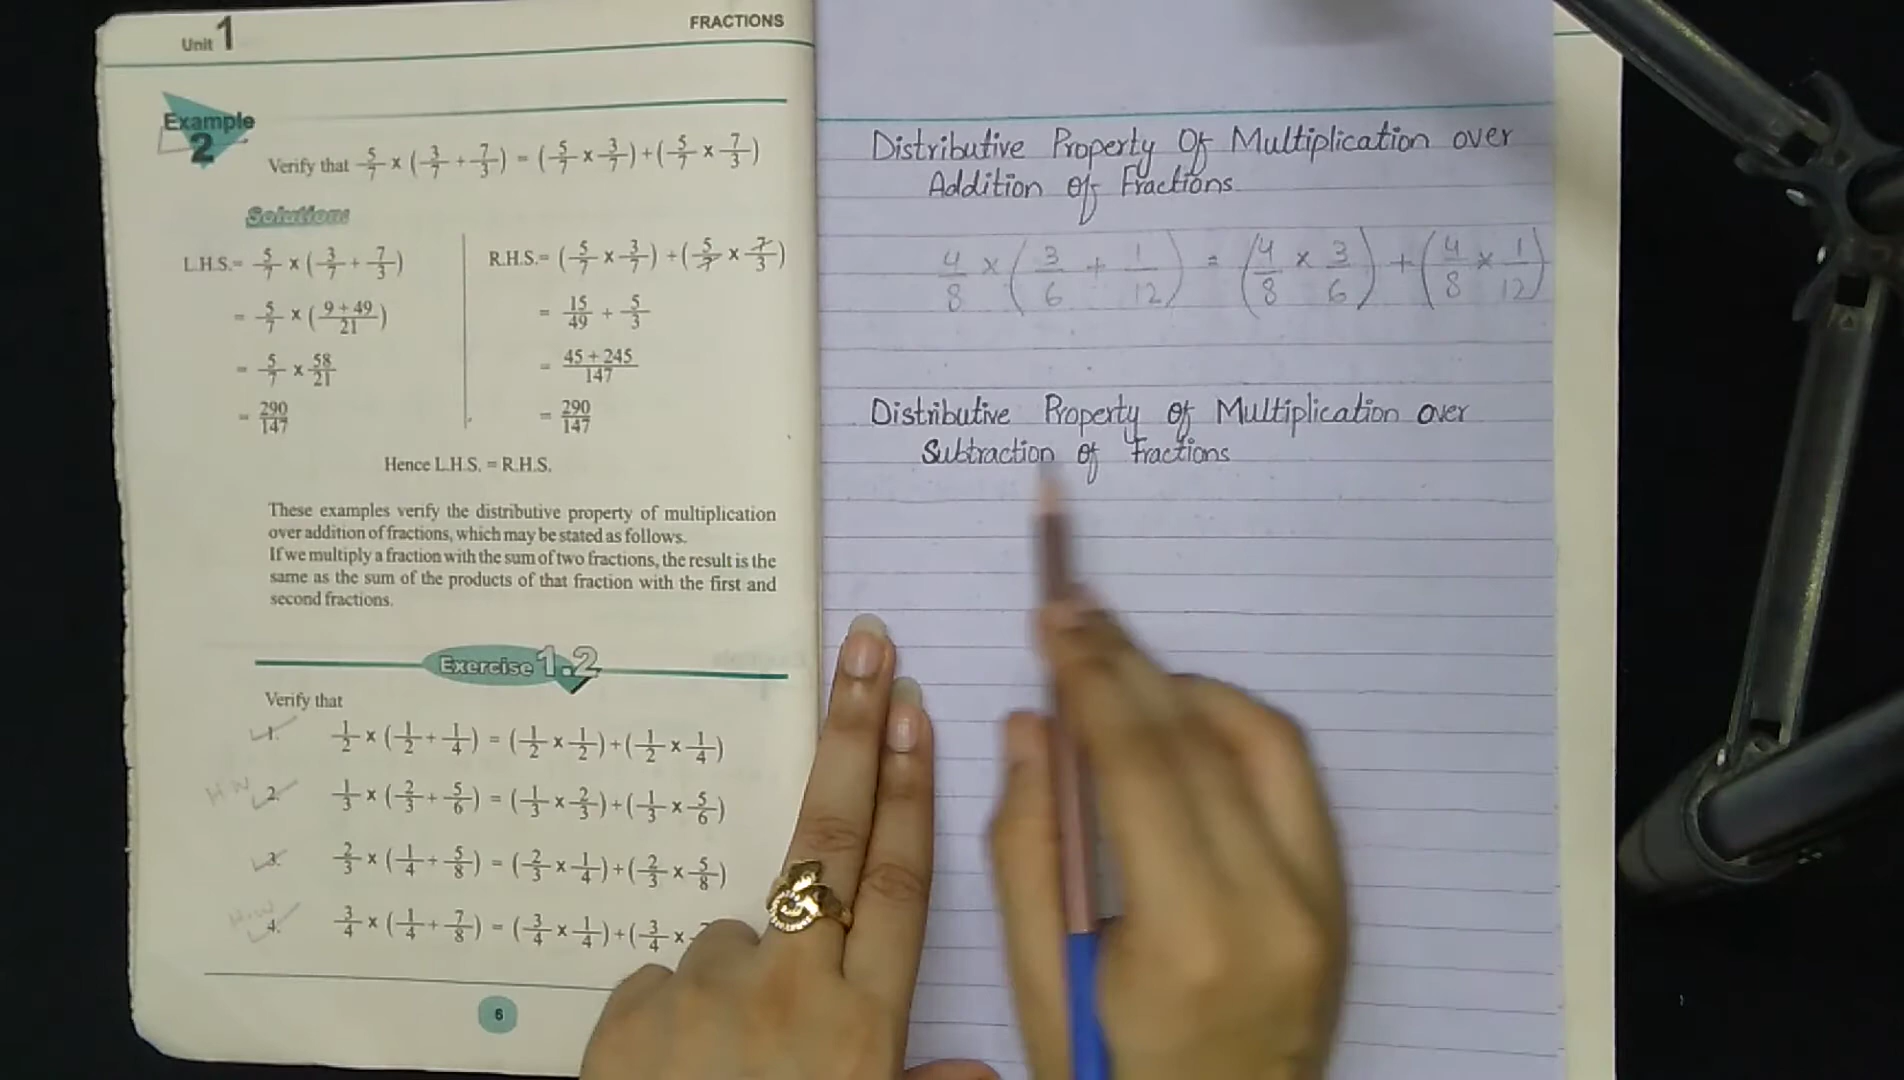 Unit 1
FRACTIONS
Example
2
Verify that 5/7 × (3/7 + 7/3) = (5/7 × 3/7) + (5/7 × 7/3)
Solution:
L.H.S. = 5/7 × (3/7 + 7/3)
= 5/7 × (9 + 49/21)
= 5/7 × 58/21
= 290/147
R.H.S. = (5/7 × 3/7) + (5/7 × 7/3)
= 15/49 + 5/3
= 45 + 245/147
= 290/147
Hence L.H.S. = R.H.S.
These examples verify the distributive property of multiplication
over addition of fractions, which may be stated as follows.
If we multiply a fraction with the sum of two fractions, the result is the
same as the sum of the products of that fraction with the first and
second fractions.
Exercise 1.2
Verify that
1. 1/2 × (1/2 + 1/4) = (1/2 × 1/2) + (1/2 × 1/4)
H.W 2. 1/3 × (2/3 + 5/6) = (1/3 × 2/3) + (1/3 × 5/6)
3. 2/3 × (1/4 + 5/8) = (2/3 × 1/4) + (2/3 × 5/8)
H.W 4. 3/4 × (1/4 + 7/8) = (3/4 × 1/4) + (3/4 ×
6
Distributive Property Of Multiplication over
Addition Of Fractions
4/8 × (3/6 + 1/12) = (4/8 × 3/6) + (4/8 × 1/12)
Distributive Property Of Multiplication over
Subtraction Of Fractions